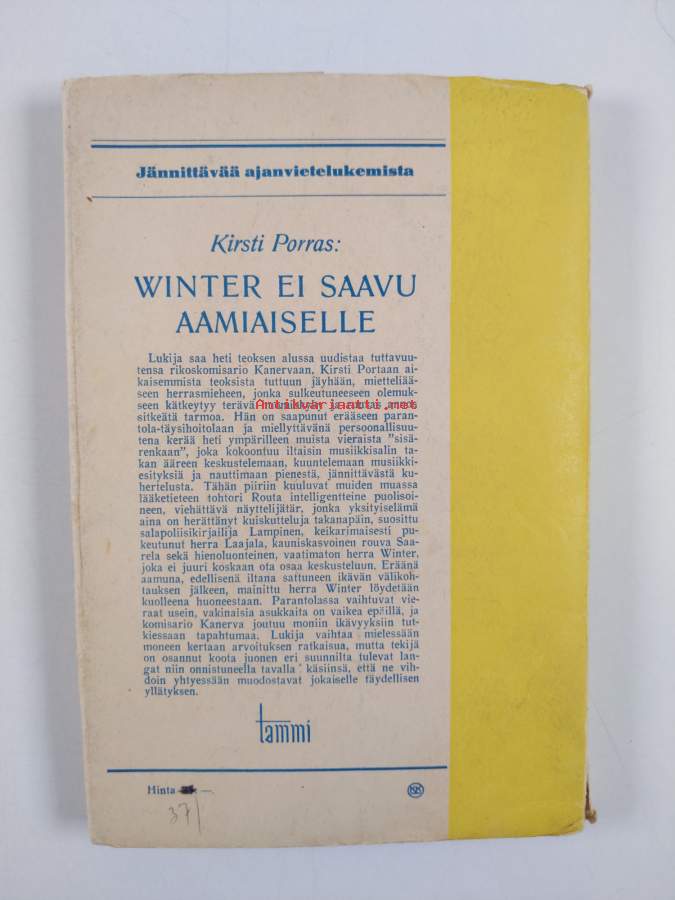 Jännittävää ajanvietelukemista
Kirsti Porras:
WINTER EI SAAVU
AAMIAISELLE
Lukija saa heti teoksen alussa uudistaa tuttavuu-
tensa rikoskomisario Kanervaan, Kirsti Portaan ai-
kaisemmista teoksista tuttuun jäyhään, mietteliää-
seen herrasmieheen, jonka sulkeutuneeseen olemuk-
seen kätkeytyy terävä
Antikvariaatti.net
sitkeätä tarmoa. Hän on saapunut erääseen paran-
tola-täysihoitolaan ja miellyttävänä persoonallisuu-
tena kerää heti ympärilleen muista vieraista "sisä-
renkaan", joka kokoontuu iltaisin musiikkisalin ta-
kan ääreen keskustelemaan, kuuntelemaan musiikki-
esityksiä ja nauttimaan pienestä, jännittävästä ku-
hertelusta. Tähän piiriin kuuluvat muiden muassa
lääketieteen tohtori Routa intelligentteine puolisoi-
neen, viehättävä näyttelijätär, jonka yksityiselämä
aina on herättänyt kuiskutteluja takanapäin, suosittu
salapoliisikirjailija Lampinen, keikarimaisesti pu-
keutunut herra Laajala, kauniskasvoinen rouva Saa-
rela sekä hienoluonteinen, vaatimaton herra Winter,
joka ei juuri koskaan ota osaa keskusteluun. Eräänä
aamuna, edellisenä iltana sattuneen ikävän välikoh-
tauksen jälkeen, mainittu herra Winter löydetään
kuolleena huoneestaan. Parantolassa vaihtuvat vie-
raat usein, vakinaisia asukkaita on vaikea epäillä, ja
komisario Kanerva joutuu moniin ikävyyksiin tut-
kiessaan tapahtumaa. Lukija vaihtaa mielessään
moneen kertaan arvoituksen ratkaisua, mutta tekijä
on osannut koota juonen eri suunnilta tulevat lan-
gat niin onnistuneella tavalla käsiinsä, että ne vih-
doin yhtyessään muodostavat jokaiselle täydellisen
yllätyksen.
tammi
Hinta —
37/